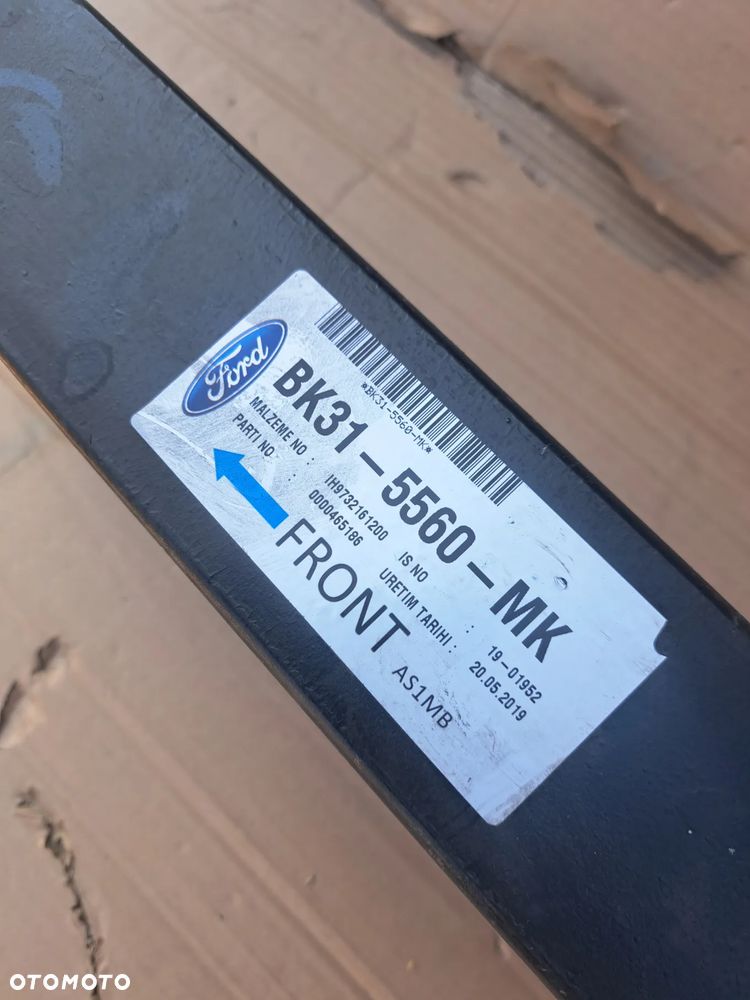 Ford
BK31-5560-MK
*BK31-5560-MK*
MALZEME NO : IH9732161200 IS NO : 19-01952
PARTI NO : 0000465186 URETIM TARIHI : 20.05.2019
FRONT AS1MB
OTOMOTO